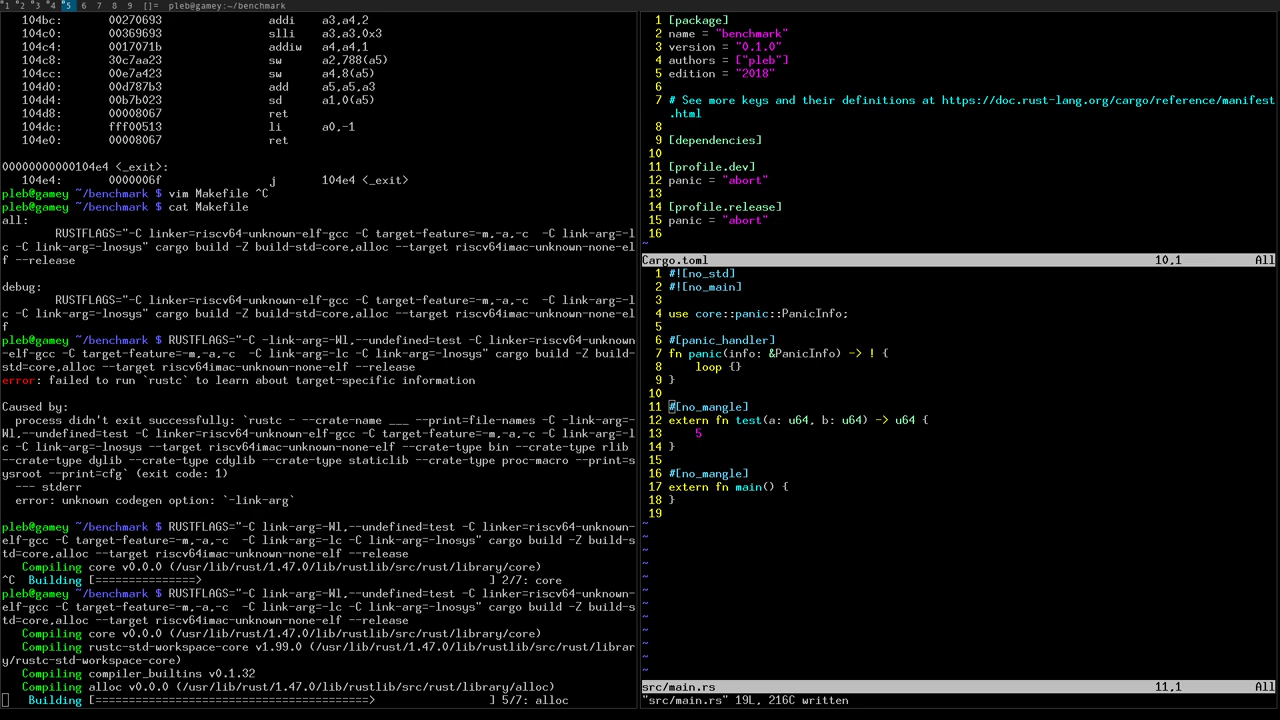 1 2 3 4 5 6 7 8 9 []= pleb@gamey:~/benchmark
104bc: 00270693 addi a3,a4,2
104c0: 00369693 slli a3,a3,0x3
104c4: 0017071b addiw a4,a4,1
104c8: 30c7aa23 sw a2,788(a5)
104cc: 00e7a423 sw a4,8(a5)
104d0: 00d787b3 add a5,a5,a3
104d4: 00b7b023 sd a1,0(a5)
104d8: 00008067 ret
104dc: fff00513 li a0,-1
104e0: 00008067 ret
00000000000104e4 <_exit>:
104e4: 0000006f j 104e4 <_exit>
pleb@gamey ~/benchmark $ vim Makefile ^C
pleb@gamey ~/benchmark $ cat Makefile
all:
RUSTFLAGS="-C linker=riscv64-unknown-elf-gcc -C target-feature=-m,-a,-c  -C link-arg=-l
c -C link-arg=-lnosys" cargo build -Z build-std=core,alloc --target riscv64imac-unknown-none-el
f --release
debug:
RUSTFLAGS="-C linker=riscv64-unknown-elf-gcc -C target-feature=-m,-a,-c  -C link-arg=-l
c -C link-arg=-lnosys" cargo build -Z build-std=core,alloc --target riscv64imac-unknown-none-el
f
pleb@gamey ~/benchmark $ RUSTFLAGS="-C -link-arg=-Wl,--undefined=test -C linker=riscv64-unknown
-elf-gcc -C target-feature=-m,-a,-c  -C link-arg=-lc -C link-arg=-lnosys" cargo build -Z build-
std=core,alloc --target riscv64imac-unknown-none-elf --release
error: failed to run `rustc` to learn about target-specific information
Caused by:
process didn't exit successfully: `rustc - --crate-name ___ --print=file-names -C -link-arg=-
Wl,--undefined=test -C linker=riscv64-unknown-elf-gcc -C target-feature=-m,-a,-c -C link-arg=-l
c -C link-arg=-lnosys --target riscv64imac-unknown-none-elf --crate-type bin --crate-type rlib 
--crate-type dylib --crate-type cdylib --crate-type staticlib --crate-type proc-macro --print=s
ysroot --print=cfg` (exit code: 1)
--- stderr
error: unknown codegen option: `-link-arg`
pleb@gamey ~/benchmark $ RUSTFLAGS="-C link-arg=-Wl,--undefined=test -C linker=riscv64-unknown-
elf-gcc -C target-feature=-m,-a,-c  -C link-arg=-lc -C link-arg=-lnosys" cargo build -Z build-s
td=core,alloc --target riscv64imac-unknown-none-elf --release
Compiling core v0.0.0 (/usr/lib/rust/1.47.0/lib/rustlib/src/rust/library/core)
^C Building [===============>                                            ] 2/7: core
pleb@gamey ~/benchmark $ RUSTFLAGS="-C link-arg=-Wl,--undefined=test -C linker=riscv64-unknown-
elf-gcc -C target-feature=-m,-a,-c  -C link-arg=-lc -C link-arg=-lnosys" cargo build -Z build-s
td=core,alloc --target riscv64imac-unknown-none-elf --release
Compiling core v0.0.0 (/usr/lib/rust/1.47.0/lib/rustlib/src/rust/library/core)
Compiling rustc-std-workspace-core v1.99.0 (/usr/lib/rust/1.47.0/lib/rustlib/src/rust/librar
y/rustc-std-workspace-core)
Compiling compiler_builtins v0.1.32
Compiling alloc v0.0.0 (/usr/lib/rust/1.47.0/lib/rustlib/src/rust/library/alloc)
Building [=========================================>                 ] 5/7: alloc
1 [package]
2 name = "benchmark"
3 version = "0.1.0"
4 authors = ["pleb"]
5 edition = "2018"
6
7 # See more keys and their definitions at https://doc.rust-lang.org/cargo/reference/manifest
.html
8
9 [dependencies]
10
11 [profile.dev]
12 panic = "abort"
13
14 [profile.release]
15 panic = "abort"
16
~
Cargo.toml 10,1 All
1 #![no_std]
2 #![no_main]
3
4 use core::panic::PanicInfo;
5
6 #[panic_handler]
7 fn panic(info: &PanicInfo) -> ! {
8     loop {}
9 }
10
11 #[no_mangle]
12 extern fn test(a: u64, b: u64) -> u64 {
13     5
14 }
15
16 #[no_mangle]
17 extern fn main() {
18 }
19
~
~
~
~
~
~
~
~
~
~
~
~
src/main.rs 11,1 All
"src/main.rs" 19L, 216C written